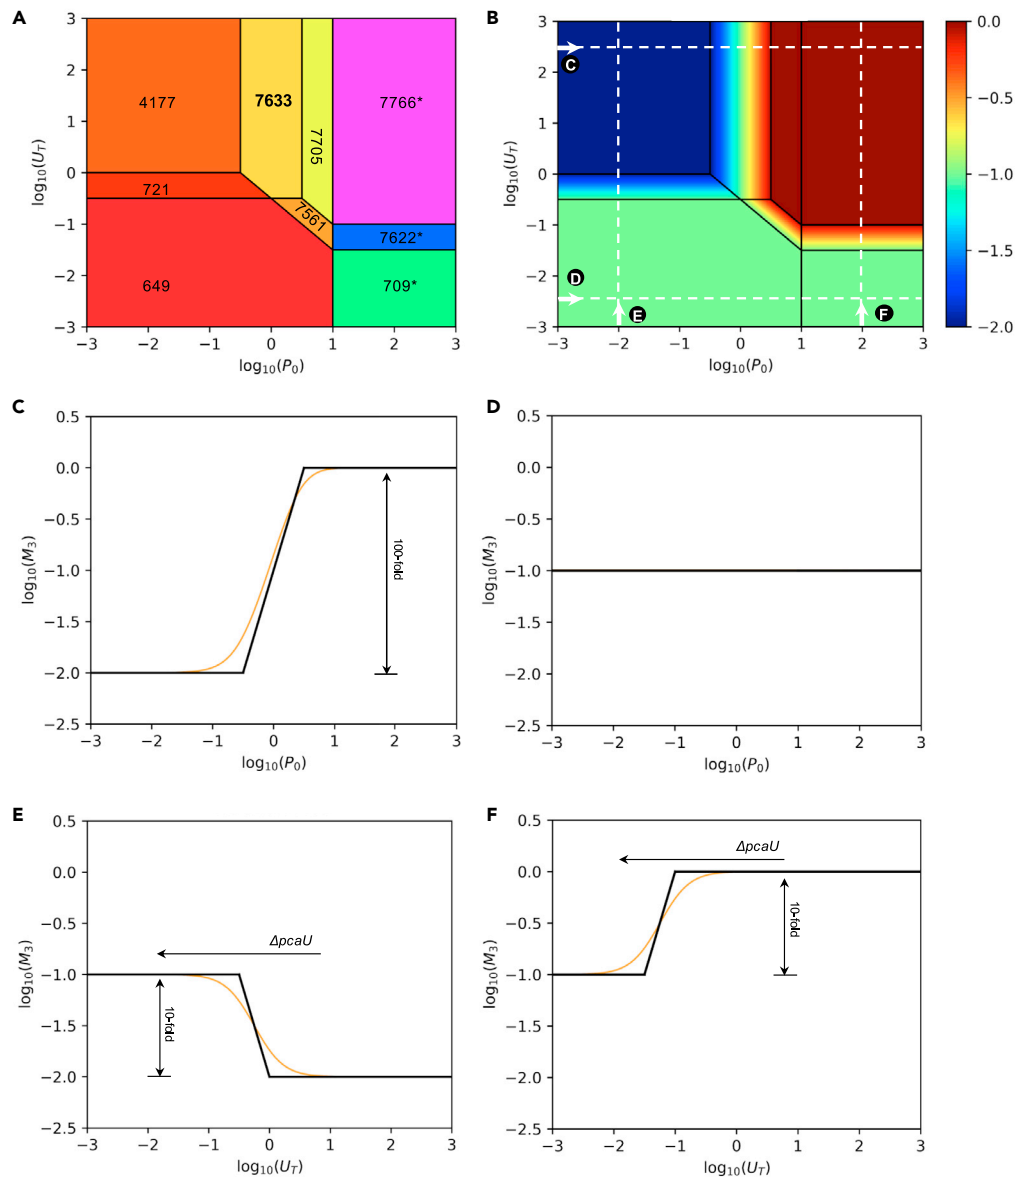 A
3
2
1
0
−1
−2
−3
log10(UT)
4177
7633
7705
7766*
721
7561
7622*
649
709*
−3 −2 −1 0 1 2 3
log10(P0)
B
3
2
1
0
−1
−2
−3
log10(UT)
C
D
E
F
−3 −2 −1 0 1 2 3
log10(P0)
0.0
−0.5
−1.0
−1.5
−2.0
C
0.5
0.0
−0.5
−1.0
−1.5
−2.0
−2.5
log10(M3)
100-fold
−3 −2 −1 0 1 2 3
log10(P0)
D
0.5
0.0
−0.5
−1.0
−1.5
−2.0
−2.5
log10(M3)
−3 −2 −1 0 1 2 3
log10(P0)
E
0.5
0.0
−0.5
−1.0
−1.5
−2.0
−2.5
log10(M3)
ΔpcaU
10-fold
−3 −2 −1 0 1 2 3
log10(UT)
F
0.5
0.0
−0.5
−1.0
−1.5
−2.0
−2.5
log10(M3)
ΔpcaU
10-fold
−3 −2 −1 0 1 2 3
log10(UT)